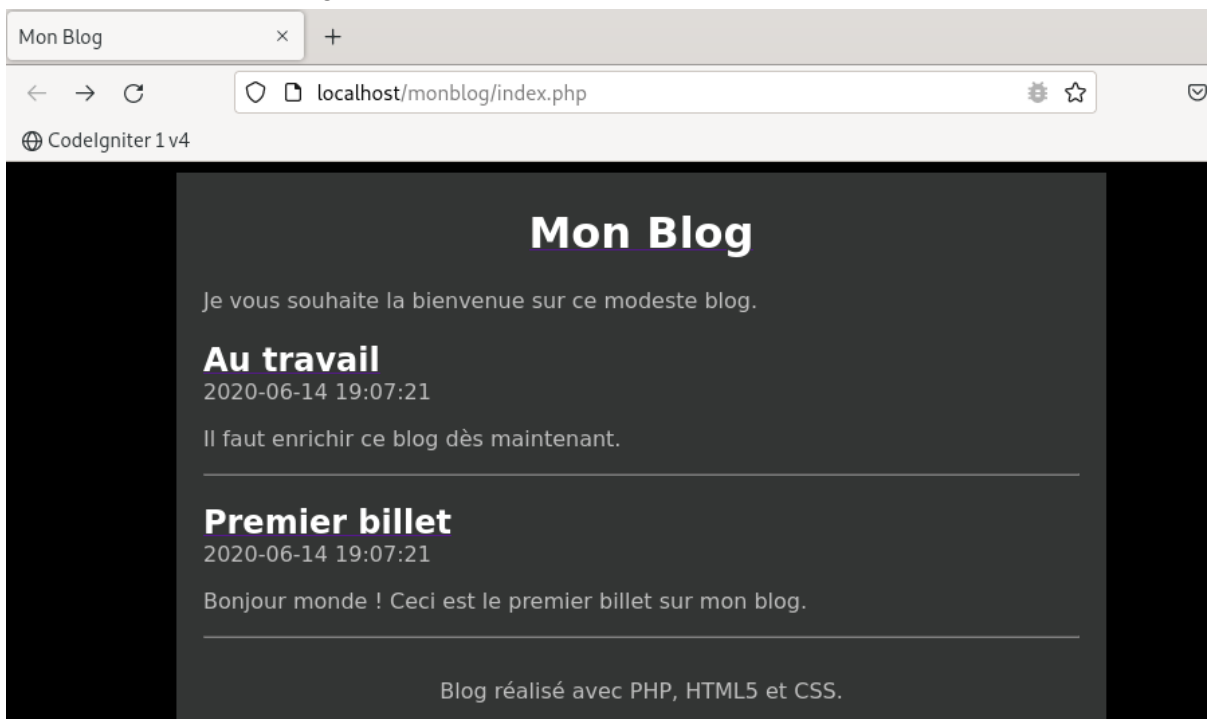 Mon Blog
localhost/monblog/index.php
CodeIgniter 1 v4
Mon Blog
Je vous souhaite la bienvenue sur ce modeste blog.
Au travail
2020-06-14 19:07:21
Il faut enrichir ce blog dès maintenant.
Premier billet
2020-06-14 19:07:21
Bonjour monde ! Ceci est le premier billet sur mon blog.
Blog réalisé avec PHP, HTML5 et CSS.